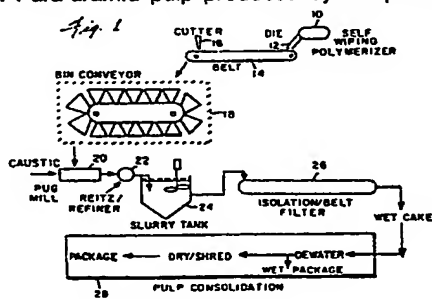 Fig. 1
CUTTER
16
DIE
12
10
SELF
WIPING
POLYMERIZER
BELT
14
BIN CONVEYOR
18
CAUSTIC
20
22
26
PUG
MILL
REITZ/
REFINER
24
SLURRY TANK
ISOLATION/BELT
FILTER
WET CAKE
PACKAGE
DRY/SHRED
DEWATER
WET PACKAGE
28
PULP CONSOLIDATION